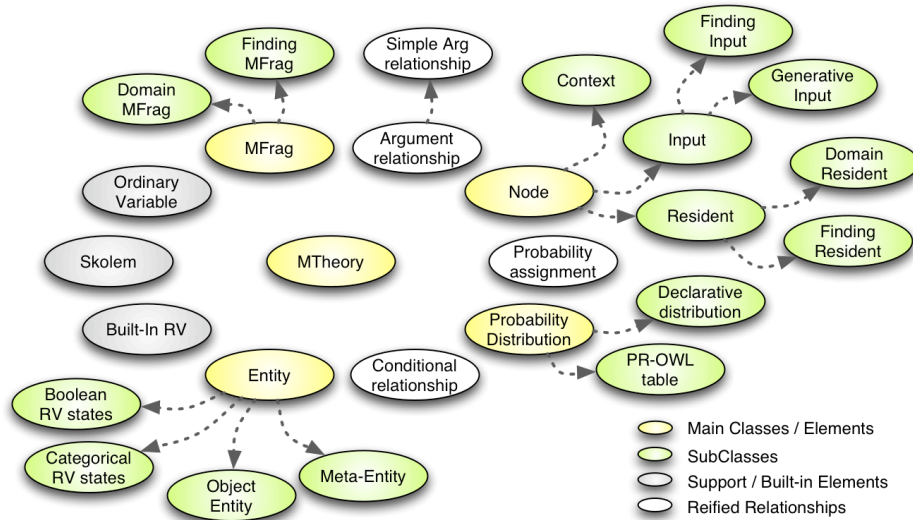 Finding
MFrag
Simple Arg
relationship
Finding
Input
Context
Generative
Input
Domain
MFrag
MFrag
Argument
relationship
Input
Domain
Resident
Ordinary
Variable
Node
Resident
Finding
Resident
Skolem
MTheory
Probability
assignment
Declarative
distribution
Built-In RV
Probability
Distribution
PR-OWL
table
Entity
Conditional
relationship
Boolean
RV states
Categorical
RV states
Object
Entity
Meta-Entity
Main Classes / Elements
SubClasses
Support / Built-in Elements
Reified Relationships